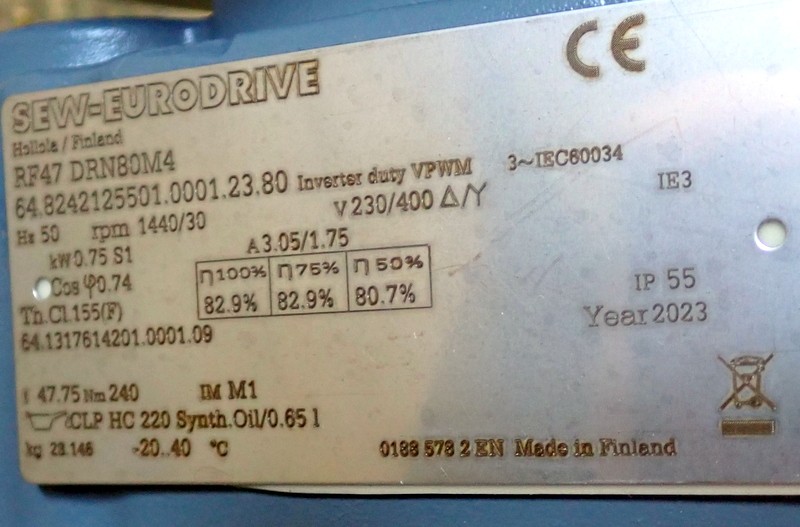 CE
SEW-EURODRIVE
Hollola / Finland
RF47 DRN80M4
3~IEC60034
64.8242125501.0001.23.80 Inverter duty VPWM
IE3
Hz 50 rpm 1440/30 V 230/400 Δ/Y
kW 0.75 S1 A 3.05/1.75
Cos φ 0.74
η100% η75% η50%
82.9% 82.9% 80.7%
IP 55
Th.Cl.155(F)
Year 2023
64.1317614201.0001.09
i 47.75 Nm 240 IM M1
CLP HC 220 Synth.Oil/0.65 l
kg 28.146 -20..40 °C
0188 578 2 EN Made in Finland